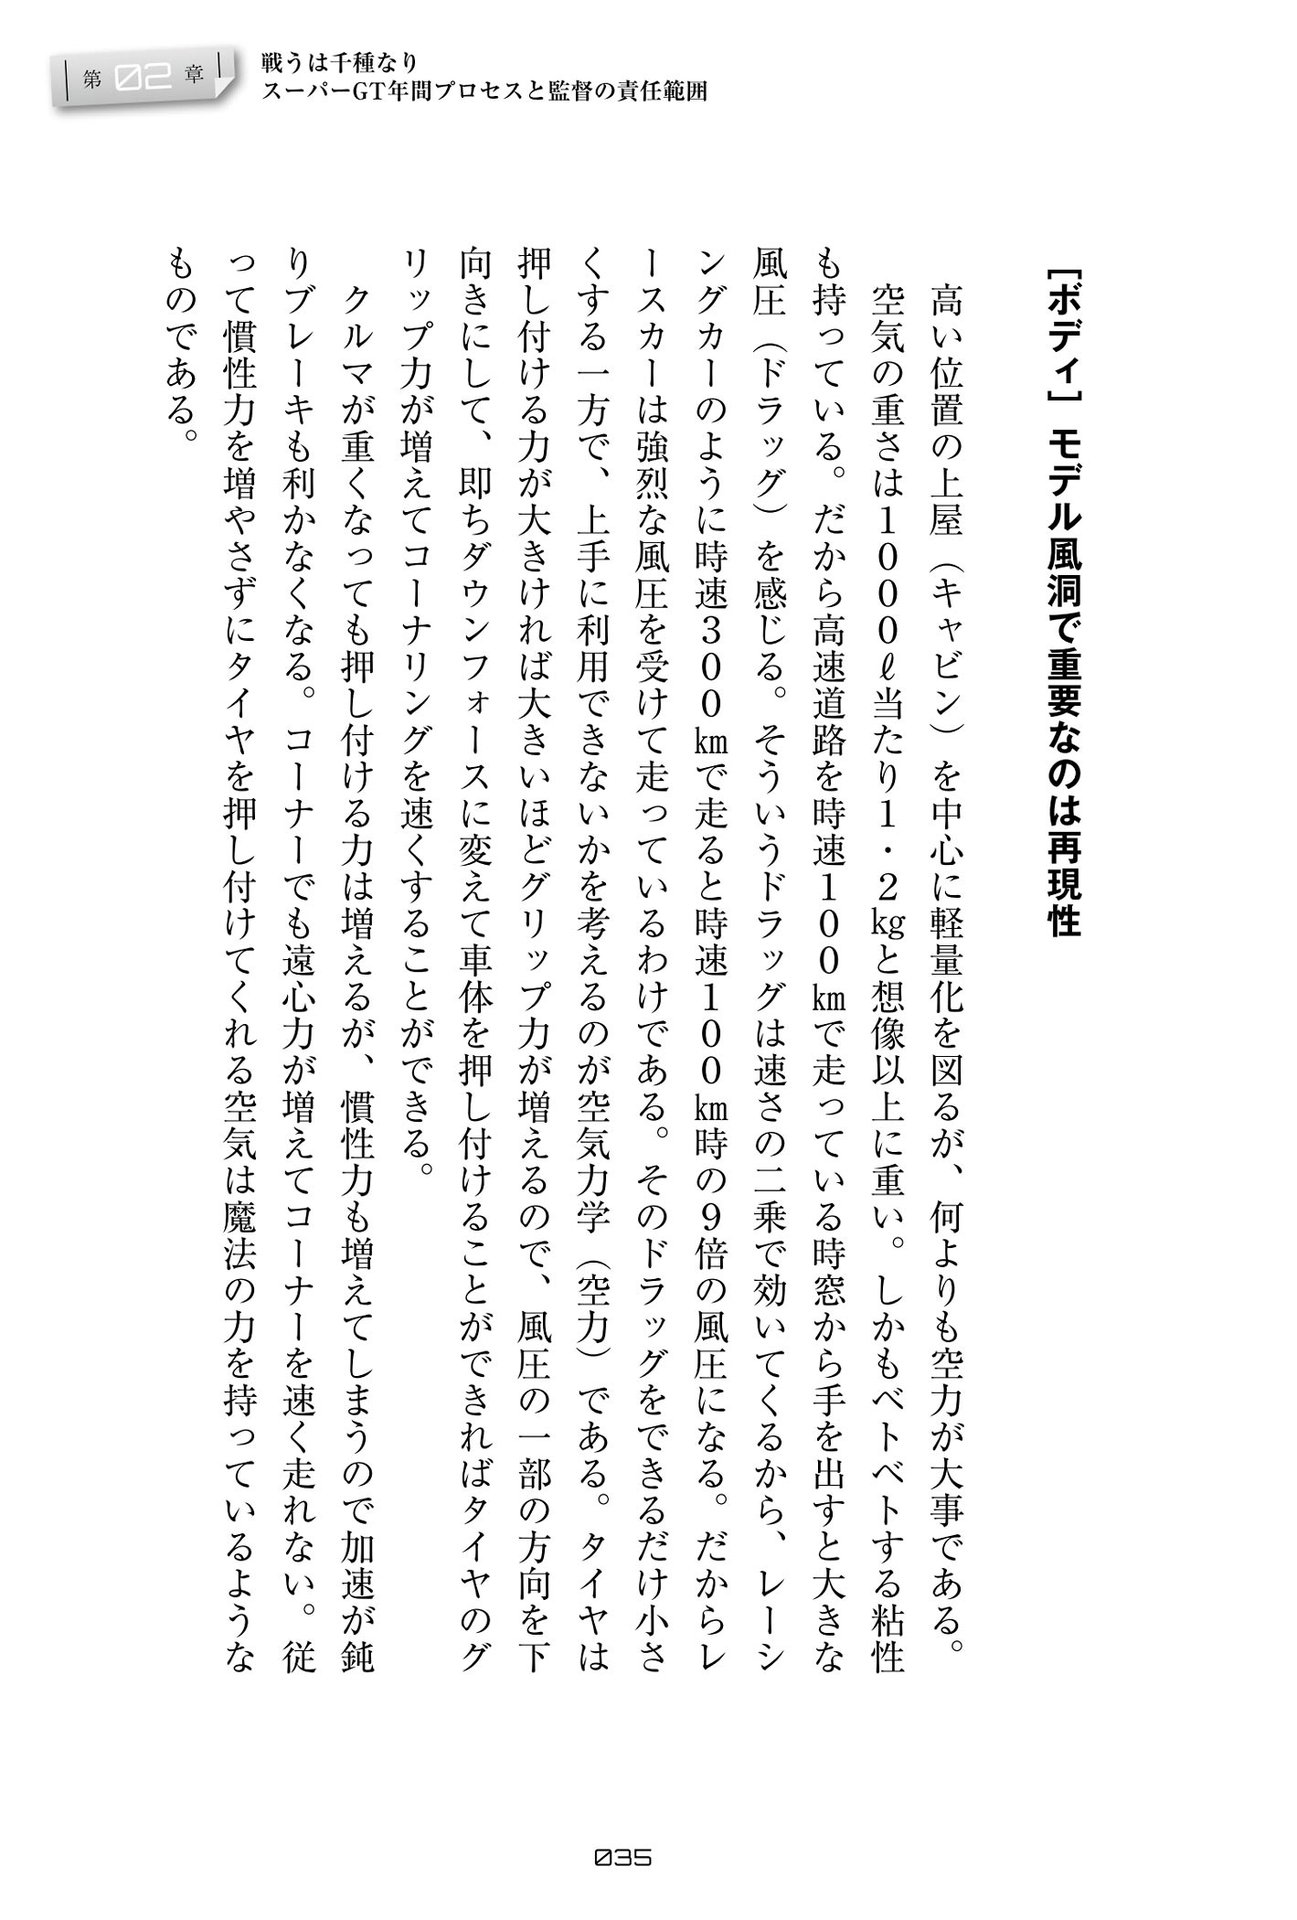 第02章
戦うは千種なり
スーパーGT年間プロセスと監督の責任範囲
［ボディ］モデル風洞で重要なのは再現性
高い位置の上屋（キャビン）を中心に軽量化を図るが、何よりも空力が大事である。
空気の重さは１０００ℓ当たり１・２kgと想像以上に重い。しかもベトベトする粘性
も持っている。だから高速道路を時速１００㎞で走っている時窓から手を出すと大きな
風圧（ドラッグ）を感じる。そういうドラッグは速さの二乗で効いてくるから、レーシ
ングカーのように時速３００㎞で走ると時速１００㎞時の９倍の風圧になる。だからレ
ースカーは強烈な風圧を受けて走っているわけである。そのドラッグをできるだけ小さ
くする一方で、上手に利用できないかを考えるのが空気力学（空力）である。タイヤは
押し付ける力が大きければ大きいほどグリップ力が増えるので、風圧の一部の方向を下
向きにして、即ちダウンフォースに変えて車体を押し付けることができればタイヤのグ
リップ力が増えてコーナリングを速くすることができる。
クルマが重くなっても押し付ける力は増えるが、慣性力も増えてしまうので加速が鈍
りブレーキも利かなくなる。コーナーでも遠心力が増えてコーナーを速く走れない。従
って慣性力を増やさずにタイヤを押し付けてくれる空気は魔法の力を持っているような
ものである。
035